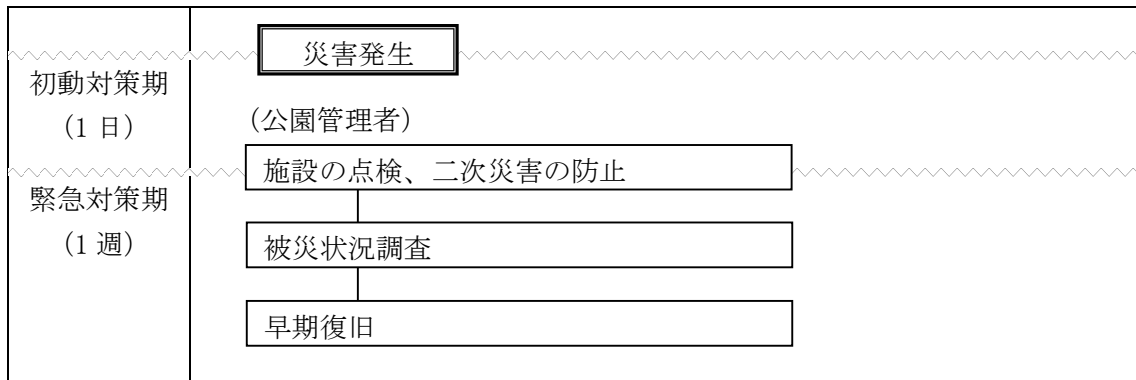 災害発生
初動対策期
(1 日)
(公園管理者)
施設の点検、二次災害の防止
緊急対策期
(1 週)
被災状況調査
早期復旧